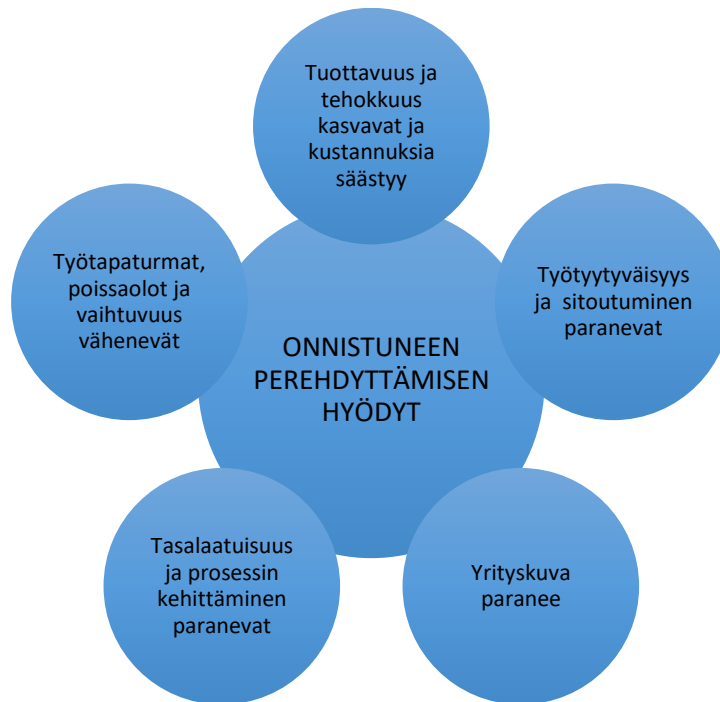 Tuottavuus ja
tehokkuus
kasvavat ja
kustannuksia
säästyy
Työtapaturmat,
poissaolot ja
vaihtuvuus
vähenevät
Työtyytyväisyys
ja sitoutuminen
paranevat
ONNISTUNEEN
PEREHDYTTÄMISEN
HYÖDYT
Tasalaatuisuus
ja prosessin
kehittäminen
paranevat
Yrityskuva
paranee